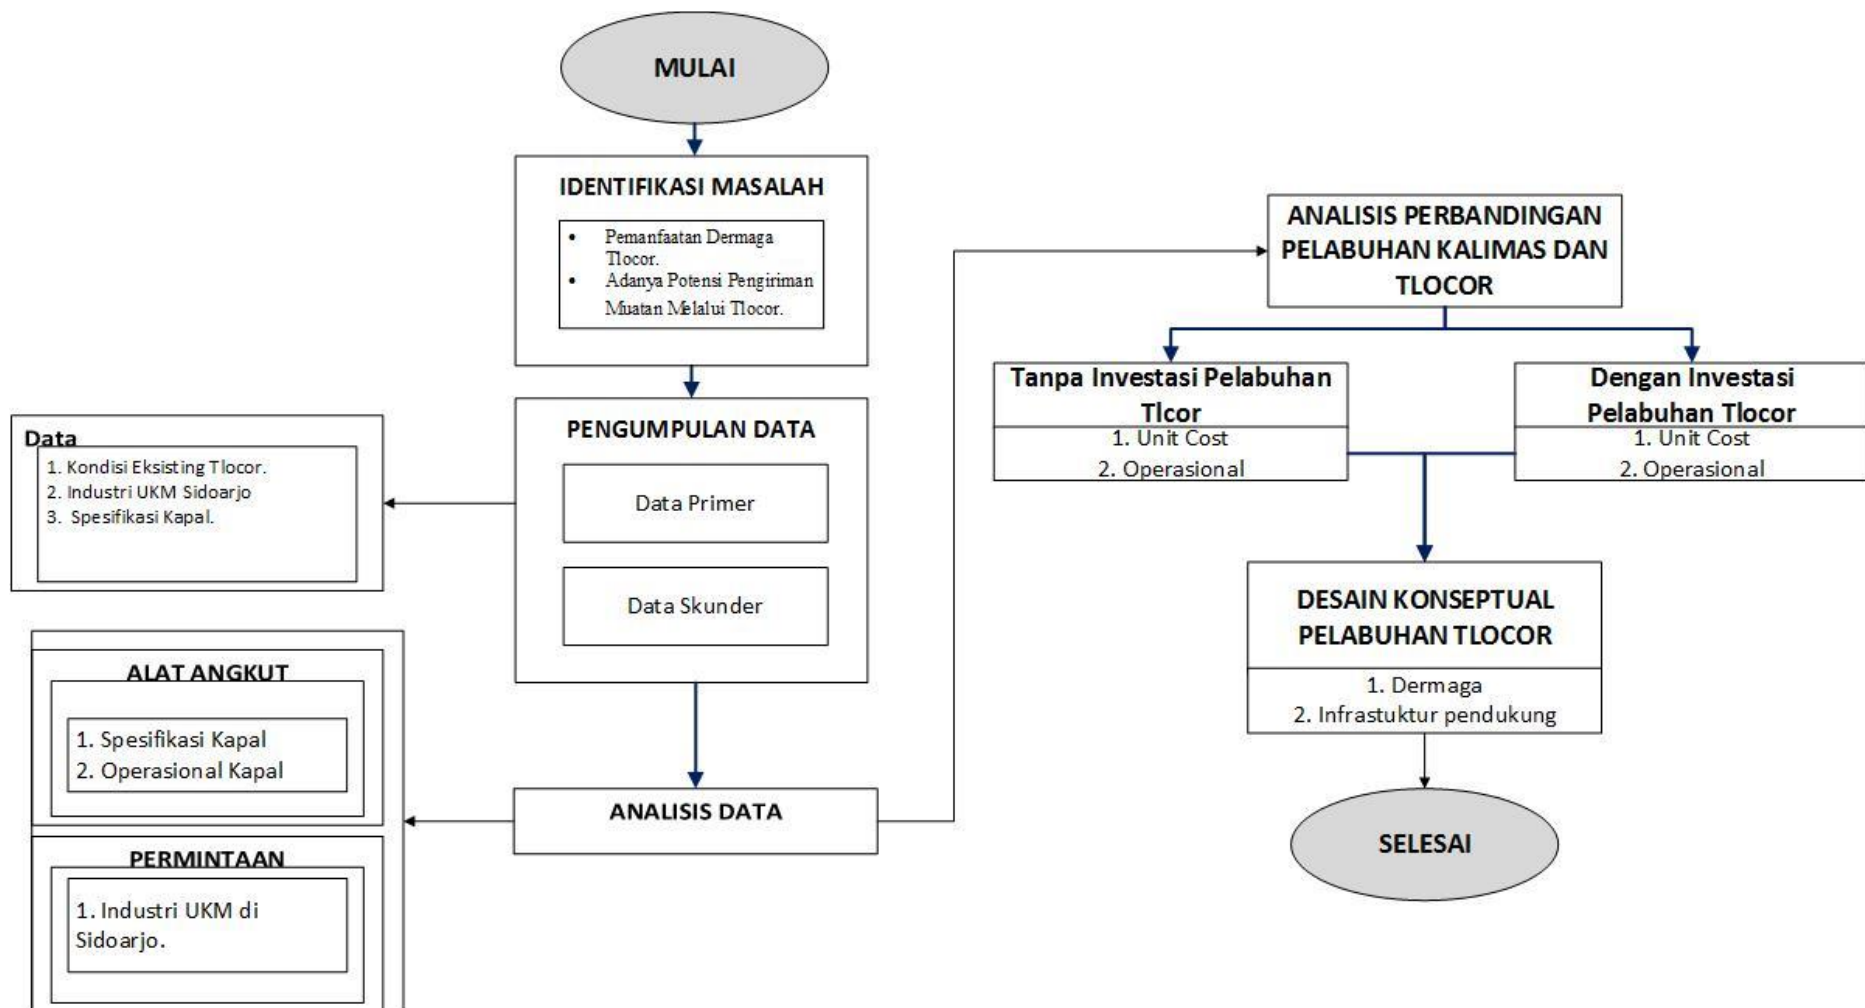 MULAI
IDENTIFIKASI MASALAH
• Pemanfaatan Dermaga
Tlocor.
• Adanya Potensi Pengiriman
Muatan Melalui Tlocor.
PENGUMPULAN DATA
Data Primer
Data Skunder
Data
1. Kondisi Eksisting Tlocor.
2. Industri UKM Sidoarjo
3. Spesifikasi Kapal.
ANALISIS DATA
ALAT ANGKUT
1. Spesifikasi Kapal
2. Operasional Kapal
PERMINTAAN
1. Industri UKM di
Sidoarjo.
ANALISIS PERBANDINGAN
PELABUHAN KALIMAS DAN
TLOCOR
Tanpa Investasi Pelabuhan
Tlcor
1. Unit Cost
2. Operasional
Dengan Investasi
Pelabuhan Tlocor
1. Unit Cost
2. Operasional
DESAIN KONSEPTUAL
PELABUHAN TLOCOR
1. Dermaga
2. Infrastuktur pendukung
SELESAI